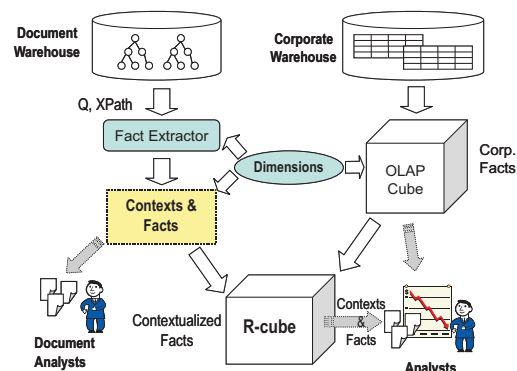 Document
Warehouse
Corporate
Warehouse
Q, XPath
Fact Extractor
Dimensions
OLAP
Cube
Corp.
Facts
Contexts &
Facts
Document
Analysts
Contextualized
Facts
R-cube
Contexts
&
Facts
$
Analysts